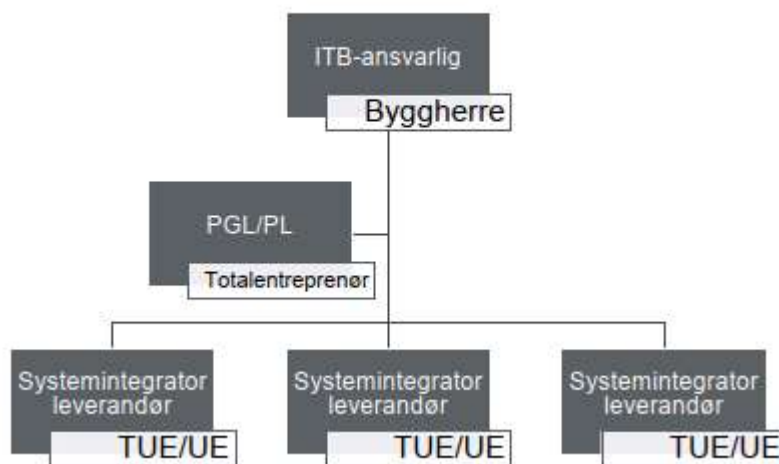 ITB-ansvarlig
Byggherre
PGL/PL
Totalentreprenør
Systemintegrator
leverandør
TUE/UE
Systemintegrator
leverandør
TUE/UE
Systemintegrator
leverandør
TUE/UE